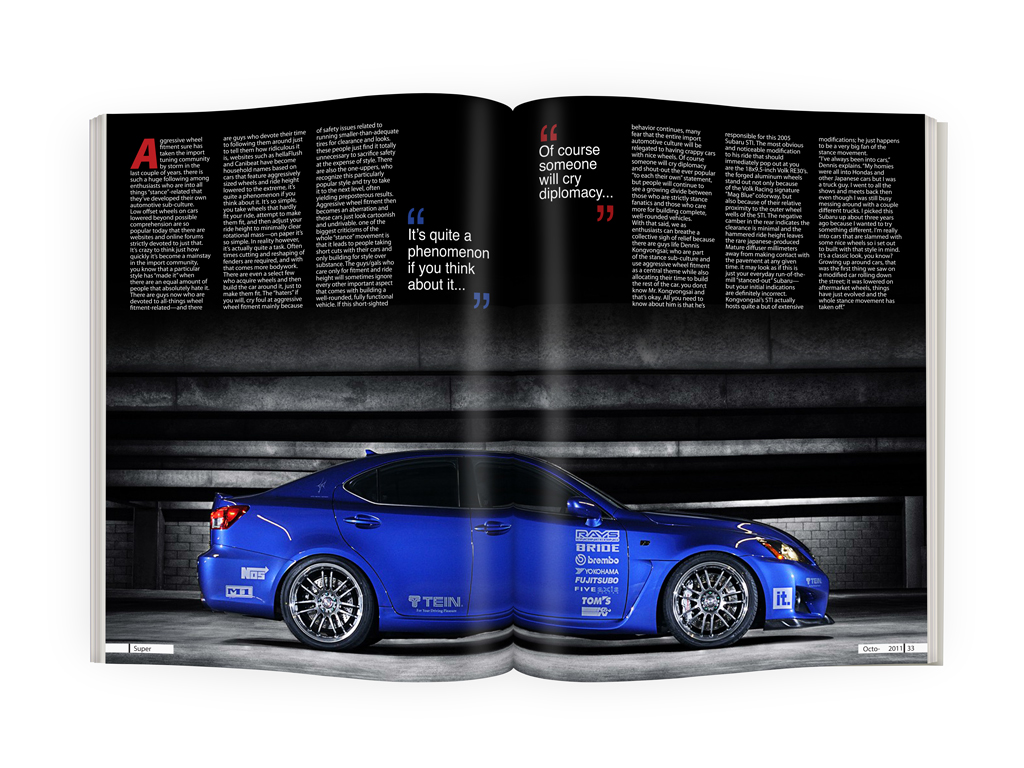 Aggressive wheel
fitment sure has
taken the import
tuning community
by storm in the
last couple of years. there is
such a huge following among
enthusiasts who are into all
things "stance"-related that
they've developed their own
automotive sub-culture.
Low offset wheels on cars
lowered beyond possible
comprehension are so
popular today that there are
websites and online forums
strictly devoted to just that.
It's crazy to think just how
quickly it's become a mainstay
in the import community,
you know that a particular
style has "made it" when
there are an equal amount of
people that absolutely hate it.
There are guys now who are
devoted to all-things wheel
fitment-related—and there
are guys who devote their time
to following them around just
to tell them how ridiculous it
is, websites such as hellaFlush
and Canibeat have become
household names based on
cars that feature aggressively
sized wheels and ride height
lowered to the extreme, it's
quite a phenomenon if you
think about it. It's so simple,
you take wheels that hardly
fit your ride, attempt to make
them fit, and then adjust your
ride height to minimally clear
rotational mass—on paper it's
so simple. In reality however,
it's actually quite a task. Often
times cutting and reshaping of
fenders are required, and with
that comes more bodywork.
There are even a select few
who acquire wheels and then
build the car around it, just to
make them fit. The "haters" if
you will, cry foul at aggressive
wheel fitment mainly because
of safety issues related to
running smaller-than-adequate
tires for clearance and looks.
these people just find it totally
unnecessary to sacrifice safety
at the expense of style. There
are also the one-uppers, who
recognize this particularly
popular style and try to take
it to the next level, often
yielding preposterous results.
Aggressive wheel fitment then
becomes an aberration and
these cars just look cartoonish
and undrivable. one of the
biggest criticisms of the
whole "stance" movement is
that it leads to people taking
short cuts with their cars and
only building for style over
substance. The guys/gals who
care only for fitment and ride
height will sometimes ignore
every other important aspect
that comes with building a
well-rounded, fully functional
vehicle. if this short-sighted
“
It's quite a
phenomenon
if you think
about it...
”
“
Of course
someone
will cry
diplomacy...
”
behavior continues, many
fear that the entire import
automotive culture will be
relegated to having crappy cars
with nice wheels. Of course
someone will cry diplomacy
and shout-out the ever popular
"to each their own" statement,
but people will continue to
see a growing divide between
those who are strictly stance
fanatics and those who care
more for building complete,
well-rounded vehicles.
With that said, we as
enthusiasts can breathe a
collective sigh of relief because
there are guys like Dennis
Kongvongsai; who are part
of the stance sub-culture and
use aggressive wheel fitment
as a central theme while also
allocating their time to build
the rest of the car. you don;t
know Mr. Kongvongsai and
that's okay. All you need to
know about him is that he's
responsible for this 2005
Subaru STI. The most obvious
and noticeable modification
to his ride that should
immediately pop out at you
are the 18x9.5-inch Volk RE30's.
the forged aluminum wheels
stand out not only because
of the Volk Racing signature
"Mag Blue" colorway, but
also because of their relative
proximity to the outer wheel
wells of the STI. The negative
camber in the rear indicates the
clearance is minimal and the
hammered ride height leaves
the rare japanese-produced
Mature diffuser millimeters
away from making contact with
the pavement at any given
time. it may look as if this is
just your everyday run-of-the-
mill "stanced-out" Subaru—
but your initial indications
are definitely incorrect.
Kongvongsai's STI actually
hosts quite a but of extensive
modifications; he just happens
to be a very big fan of the
stance movement.
"I've always been into cars,"
Dennis explains. "My homies
were all into Hondas and
other Japanese cars but i was
a truck guy. I went to all the
shows and meets back then
even though I was still busy
messing around with a couple
different trucks. I picked this
Subaru up about three years
ago because I wanted to try
something different. I'm really
into cars that are slammed with
some nice wheels so i set out
to built with that style in mind.
It's a classic look, you know?
Growing up around cars, that
was the first thing we saw on
a modified car rolling down
the street; it was lowered on
aftermarket wheels, things
have just evolved and the
whole stance movement has
taken off."
RAYS
BRIDE
brembo
YOKOHAMA
FUJITSUBO
FIVE AXIS
TOM'S
NOS
M1
TEIN
For Your Driving Pleasure
TEIN
it.
Super
Octo- 2011 33